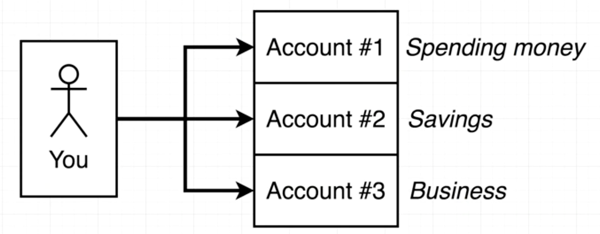 You
Account #1 Spending money
Account #2 Savings
Account #3 Business